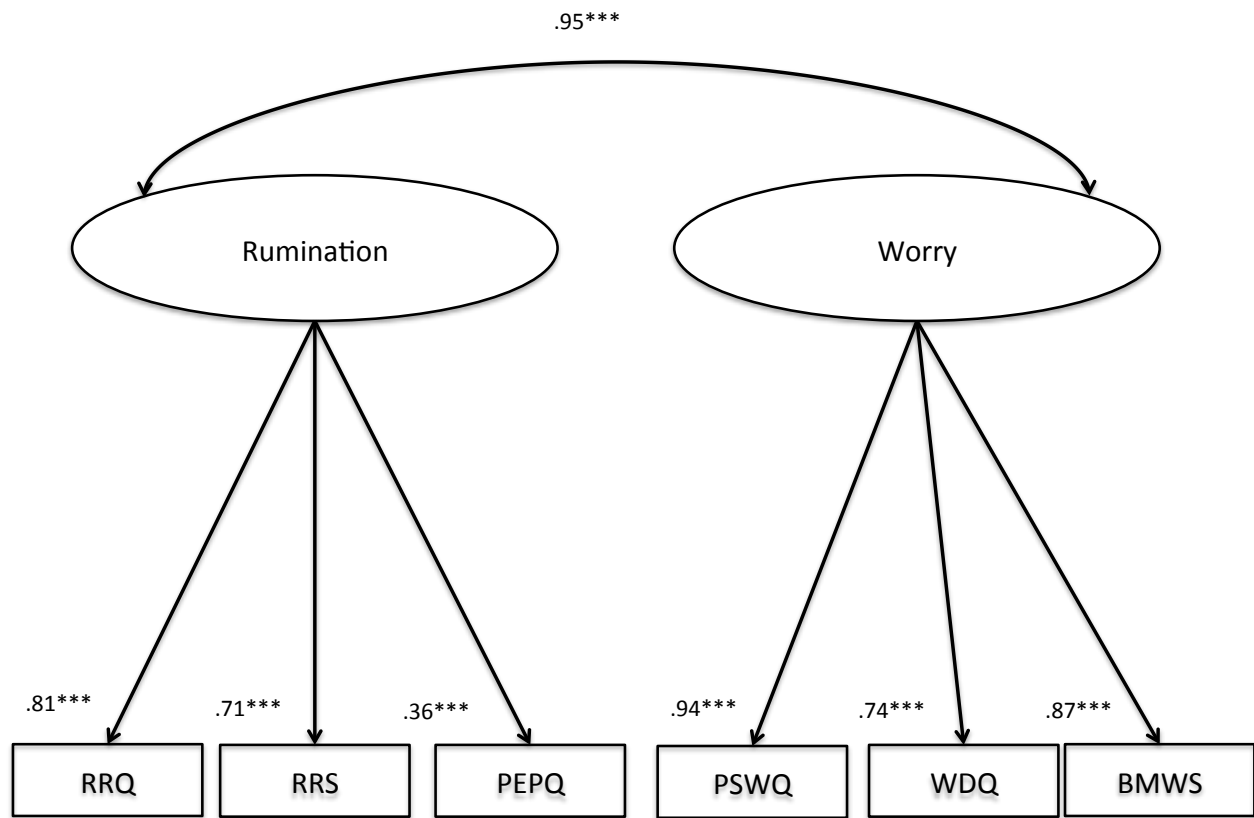 .95***
Rumination
Worry
.81***
.71***
.36***
.94***
.74***
.87***
RRQ
RRS
PEPQ
PSWQ
WDQ
BMWS